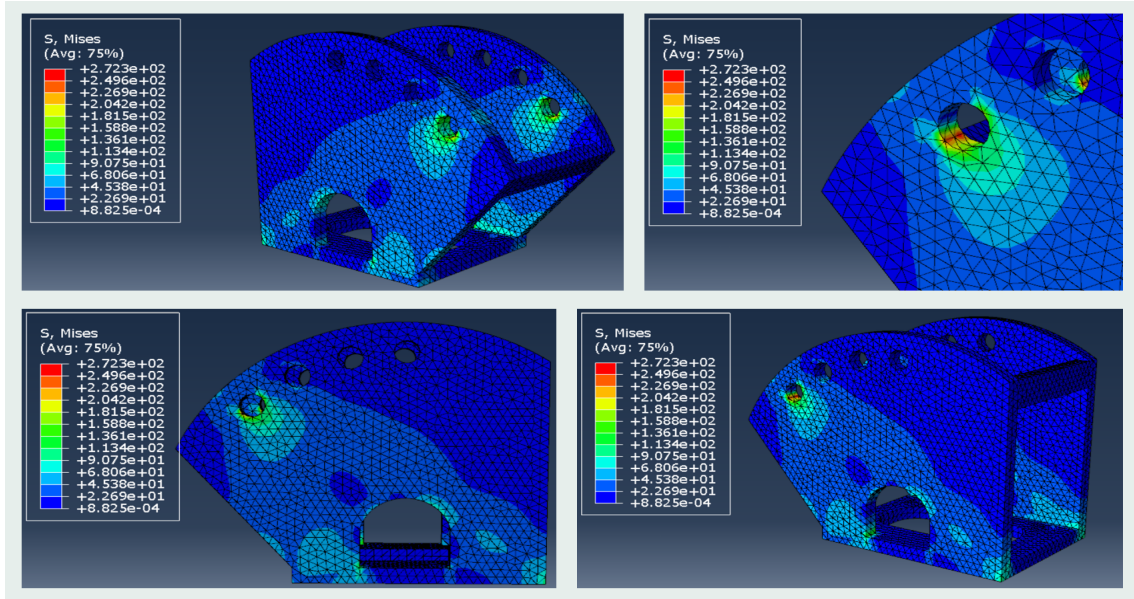 S, Mises
(Avg: 75%)
+2.723e+02
+2.496e+02
+2.269e+02
+2.042e+02
+1.815e+02
+1.588e+02
+1.361e+02
+1.134e+02
+9.075e+01
+6.806e+01
+4.538e+01
+2.269e+01
+8.825e-04
S, Mises
(Avg: 75%)
+2.723e+02
+2.496e+02
+2.269e+02
+2.042e+02
+1.815e+02
+1.588e+02
+1.361e+02
+1.134e+02
+9.075e+01
+6.806e+01
+4.538e+01
+2.269e+01
+8.825e-04
S, Mises
(Avg: 75%)
+2.723e+02
+2.496e+02
+2.269e+02
+2.042e+02
+1.815e+02
+1.588e+02
+1.361e+02
+1.134e+02
+9.075e+01
+6.806e+01
+4.538e+01
+2.269e+01
+8.825e-04
S, Mises
(Avg: 75%)
+2.723e+02
+2.496e+02
+2.269e+02
+2.042e+02
+1.815e+02
+1.588e+02
+1.361e+02
+1.134e+02
+9.075e+01
+6.806e+01
+4.538e+01
+2.269e+01
+8.825e-04